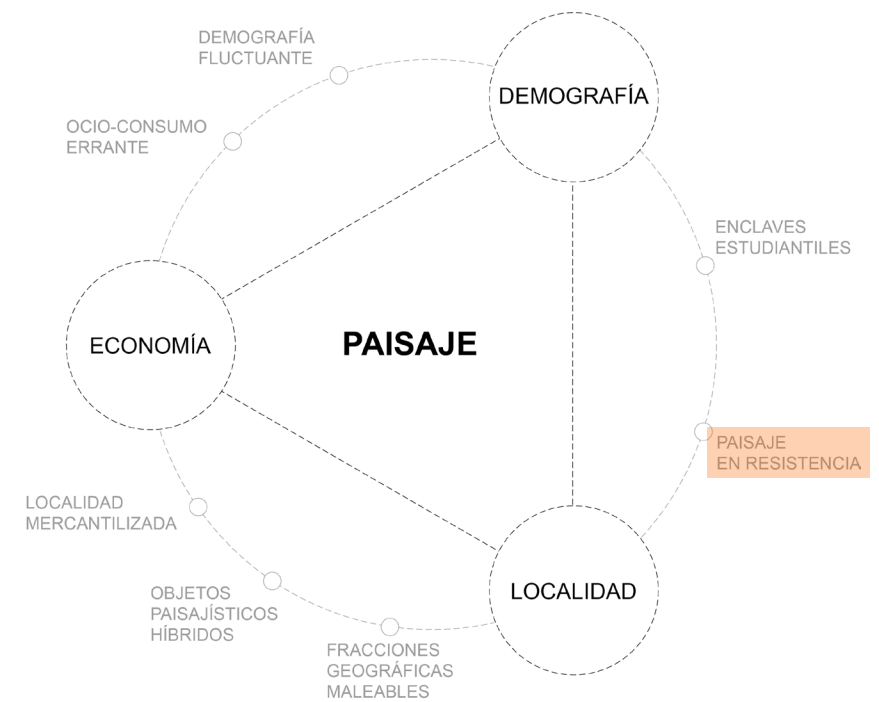 DEMOGRAFÍA
FLUCTUANTE
DEMOGRAFÍA
OCIO-CONSUMO
ERRANTE
ENCLAVES
ESTUDIANTILES
ECONOMÍA
PAISAJE
PAISAJE
EN RESISTENCIA
LOCALIDAD
MERCANTILIZADA
OBJETOS
PAISAJÍSTICOS
HÍBRIDOS
LOCALIDAD
FRACCIONES
GEOGRÁFICAS
MALEABLES